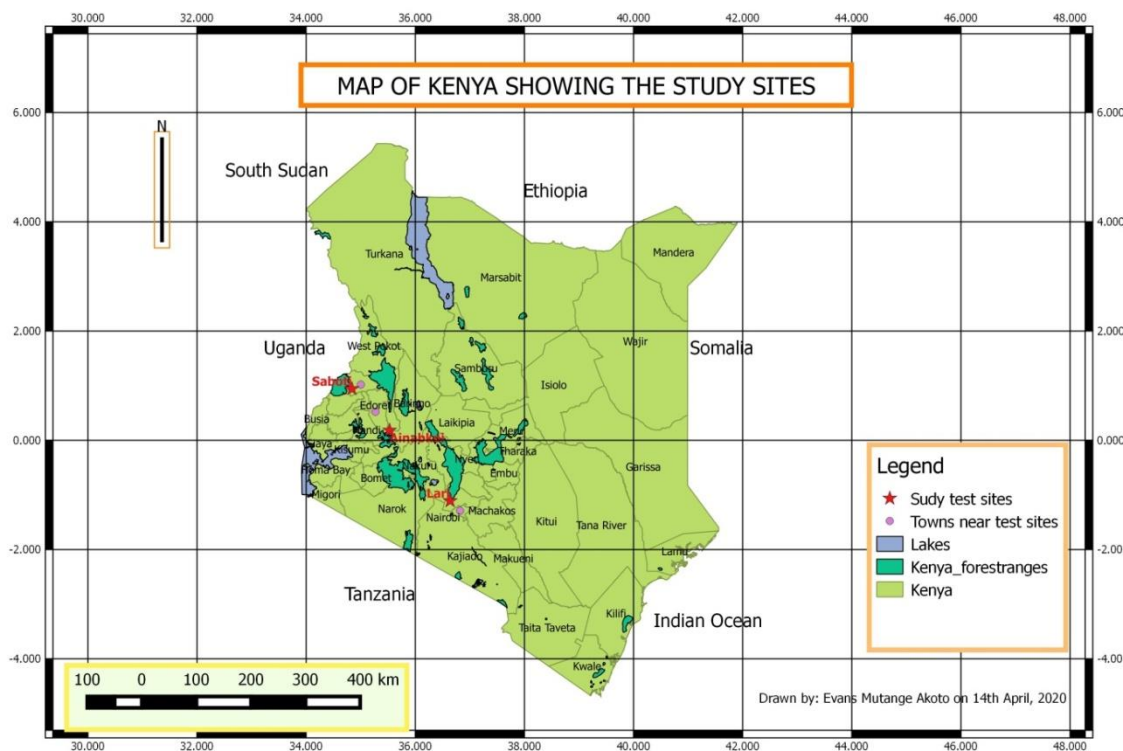 30.000 32.000 34.000 36.000 38.000 40.000 42.000 44.000 46.000 48.000
MAP OF KENYA SHOWING THE STUDY SITES
6.000 6.000
N
South Sudan
Ethiopia
4.000 4.000
Turkana
Mandera
Marsabit
2.000 2.000
West Pokot
Uganda
Wajir
Somalia
Samburu
Isiolo
Saboti
Edoret
Busia
Laikipia
Ainabkoi
Meru
0.000 0.000
Kisumu
Tharaka
Nakuru
Nyeri
Embu
Garissa
Homa Bay
Bomet
Migori
Lari
Narok
Nairobi
Machakos
Kitui
Tana River
Legend
Sudy test sites
Towns near test sites
Lakes
Kenya_forestranges
Kenya
-2.000 -2.000
Kajiado
Makueni
Lamu
Tanzania
Kilifi
Indian Ocean
Taita Taveta
-4.000 -4.000
Kwale
100 0 100 200 300 400 km
Drawn by: Evans Mutange Akoto on 14th April, 2020
30.000 32.000 34.000 36.000 38.000 40.000 42.000 44.000 46.000 48.000